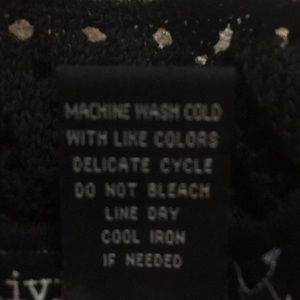 MACHINE WASH COLD
WITH LIKE COLORS
DELICATE CYCLE
DO NOT BLEACH
LINE DRY
COOL IRON
IF NEEDED